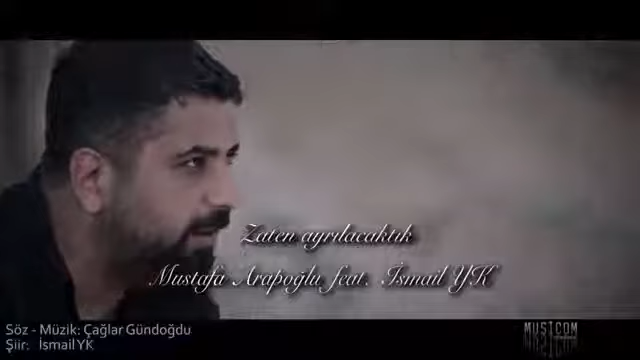 Zaten ayrılacaktık
Mustafa Arapoğlu feat. İsmail YK
Söz - Müzik: Çağlar Gündoğdu
Şiir: İsmail YK
MUSICOM